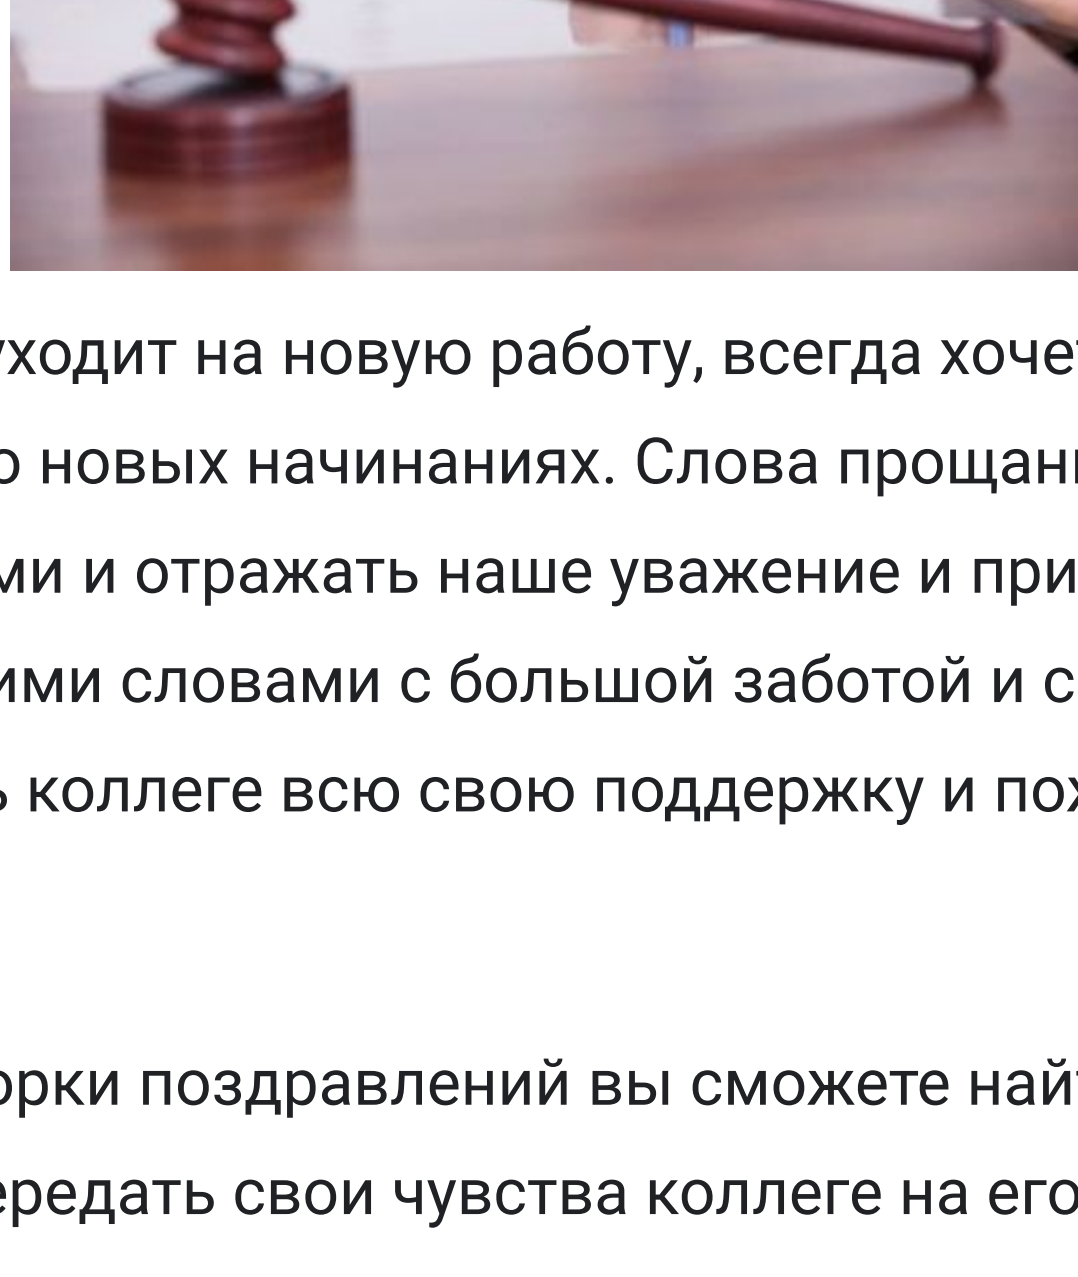 уходит на новую работу, всегда хоче
новых начинаниях. Слова прощан
ми и отражать наше уважение и при
ими словами с большой заботой и с
ь коллеге всю свою поддержку и по
орки поздравлений вы сможете най
ередать свои чувства коллеге на его